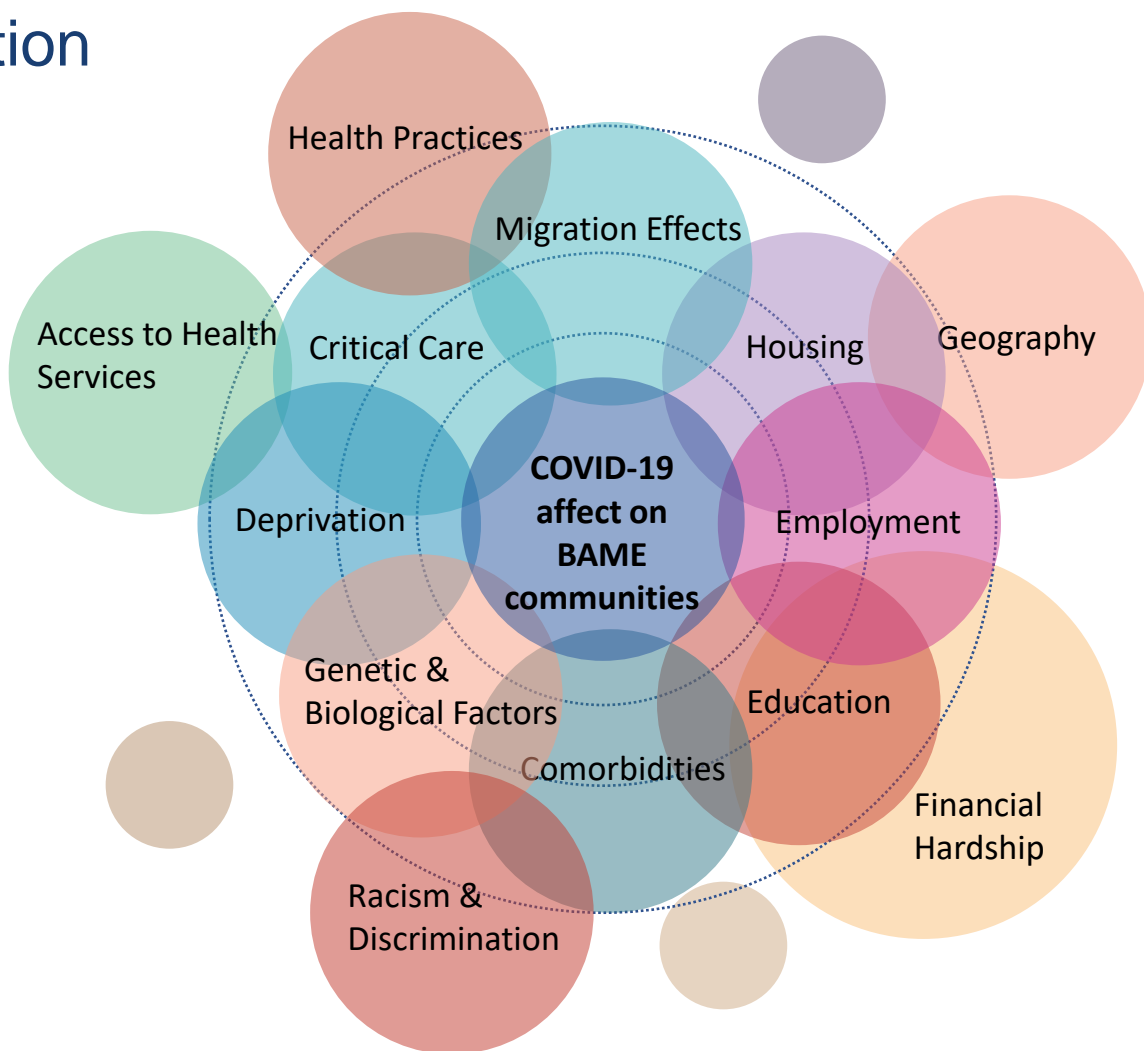 tion
Health Practices
Migration Effects
Access to Health
Services
Critical Care
Housing
Geography
COVID-19
affect on
BAME
communities
Deprivation
Employment
Genetic &
Biological Factors
Education
Comorbidities
Financial
Hardship
Racism &
Discrimination